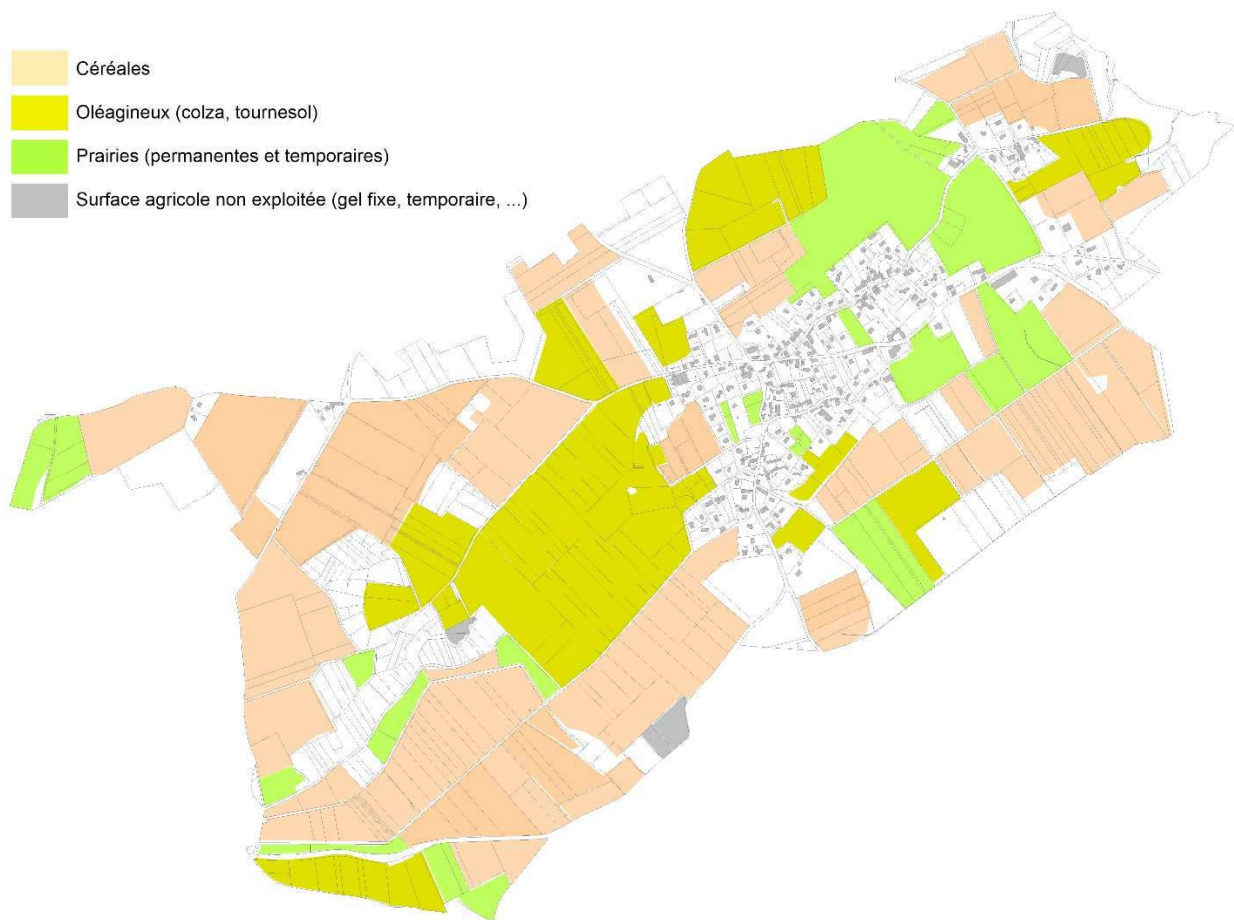 Céréales
Oléagineux (colza, tournesol)
Prairies (permanentes et temporaires)
Surface agricole non exploitée (gel fixe, temporaire, ...)